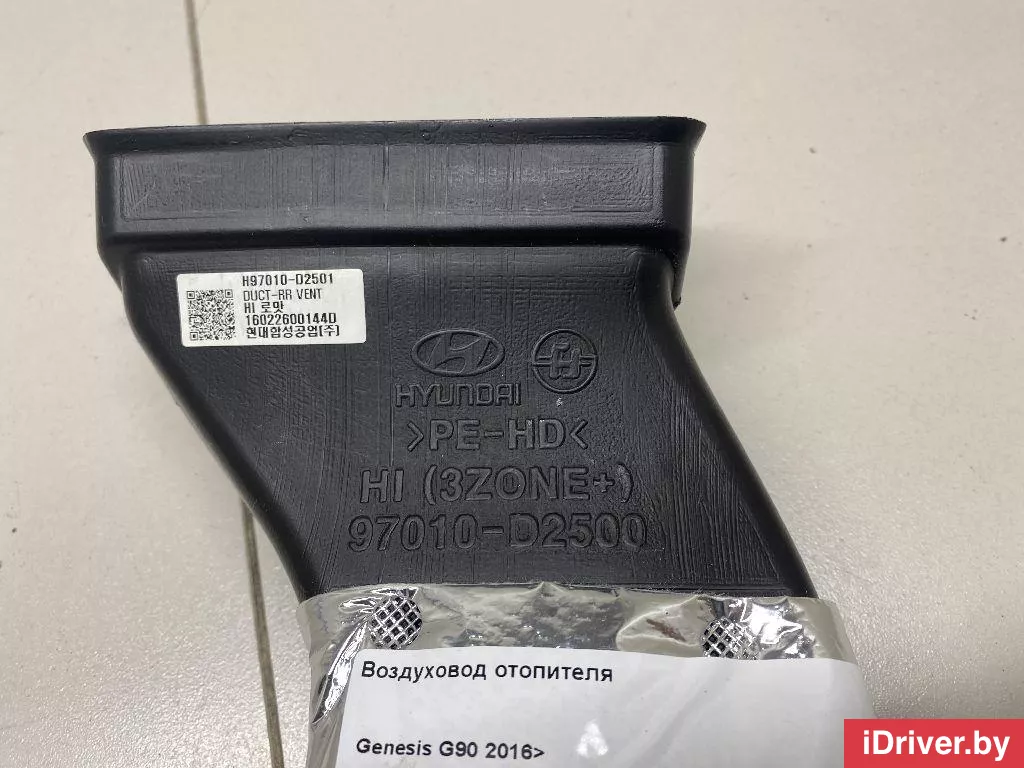 H97010-D2501
DUCT-RR VENT
HI 로맛
16022600144D
현대합성공업(주)
HYUNDAI
>PE-HD<
HI (3ZONE+)
97010-D2500
Воздуховод отопителя
Genesis G90 2016>
iDriver.by